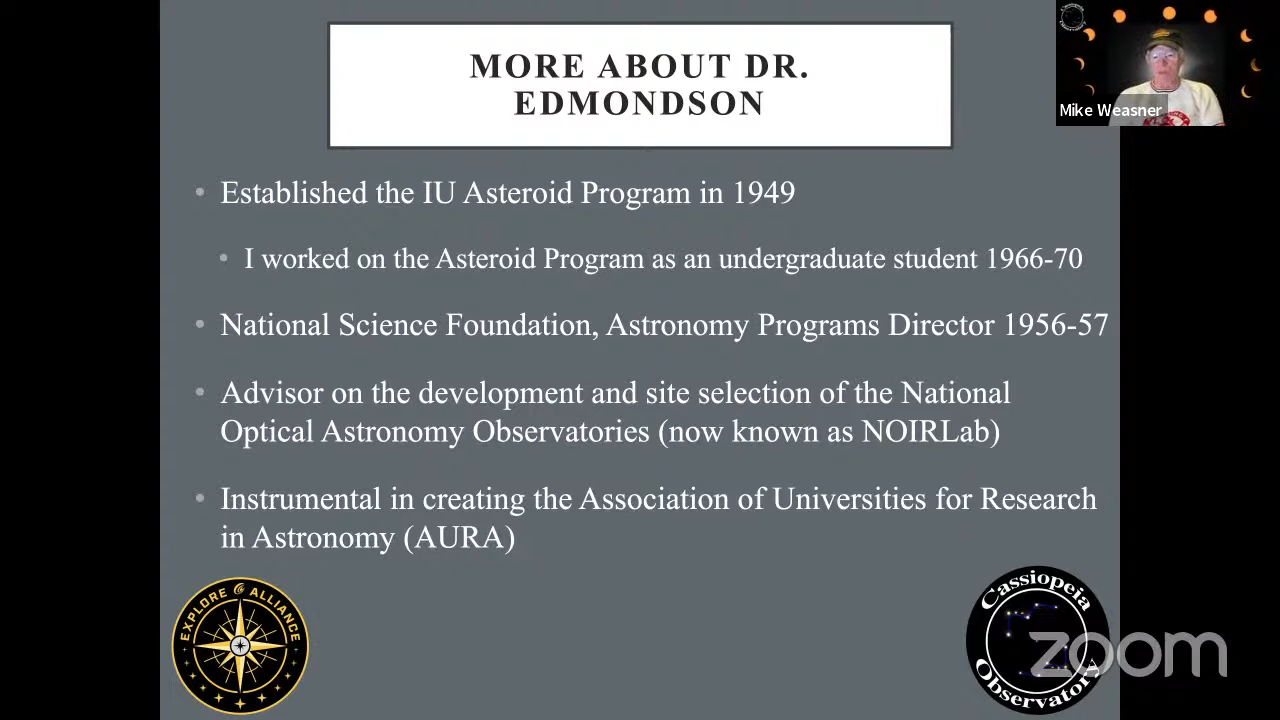 MORE ABOUT DR.
EDMONDSON
Mike Weasner
• Established the IU Asteroid Program in 1949
• I worked on the Asteroid Program as an undergraduate student 1966-70
• National Science Foundation, Astronomy Programs Director 1956-57
• Advisor on the development and site selection of the National
Optical Astronomy Observatories (now known as NOIRLab)
• Instrumental in creating the Association of Universities for Research
in Astronomy (AURA)
EXPLORE ALLIANCE
Cassiopeia
Observatory
zoom